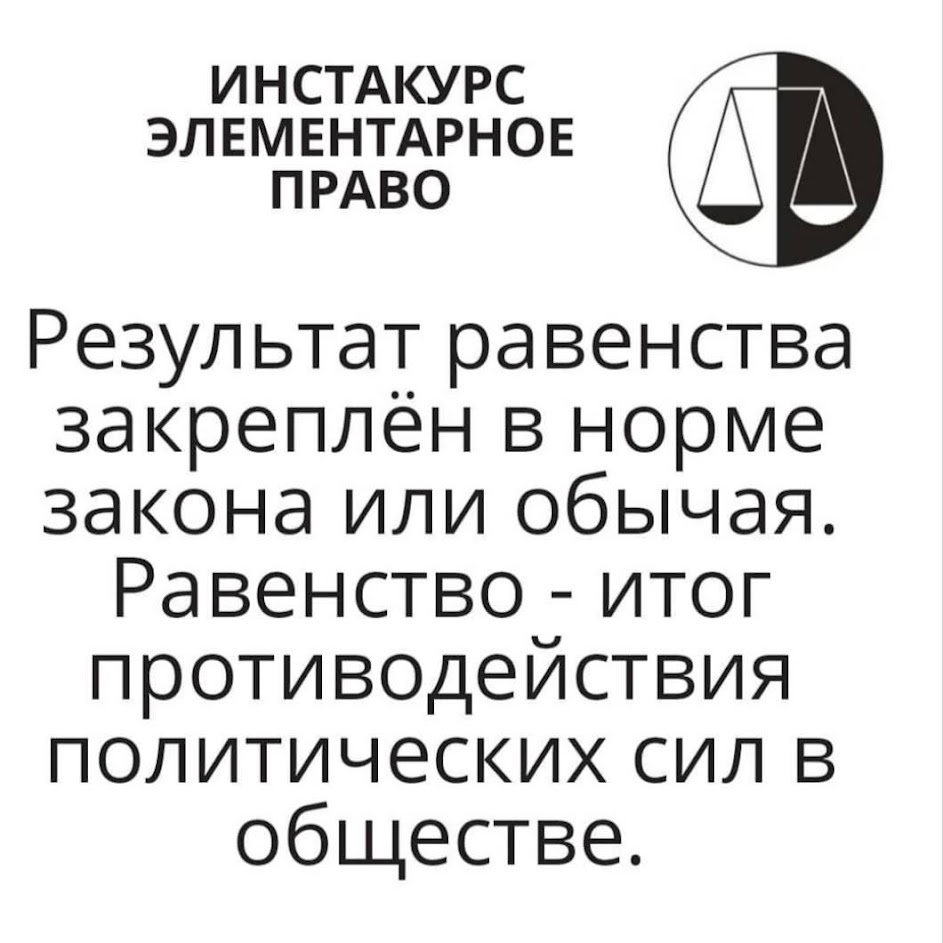 ИНСТАКУРС
ЭЛЕМЕНТАРНОЕ
ПРАВО
Результат равенства
закреплён в норме
закона или обычая.
Равенство - итог
противодействия
политических сил в
обществе.